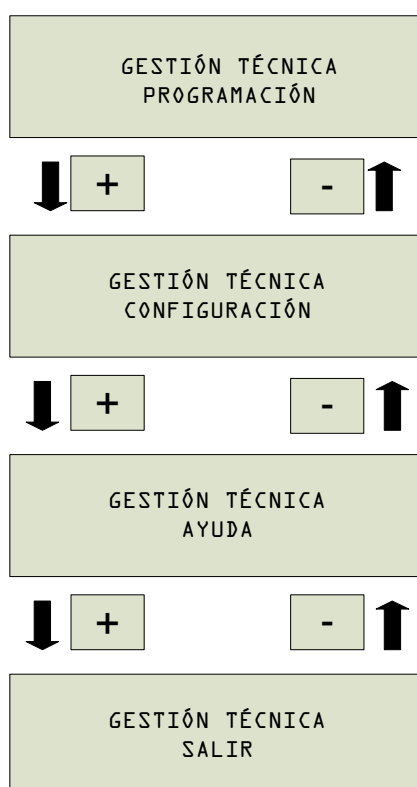 GESTIÓN TÉCNICA
PROGRAMACIÓN
+ -
GESTIÓN TÉCNICA
CONFIGURACIÓN
+ -
GESTIÓN TÉCNICA
AYUDA
+ -
GESTIÓN TÉCNICA
SALIR